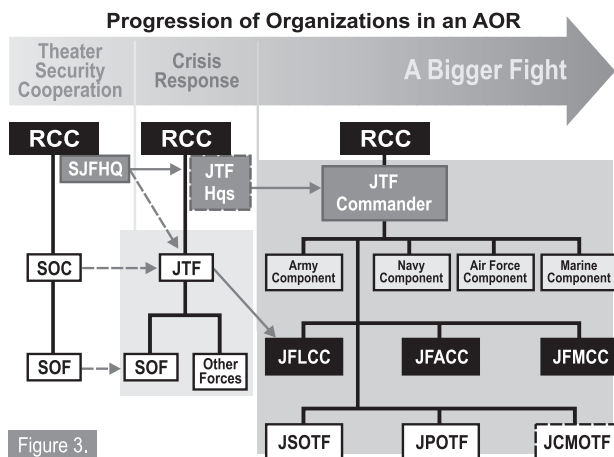 Progression of Organizations in an AOR
Theater
Security
Cooperation
Crisis
Response
A Bigger Fight
RCC
RCC
RCC
SJFHQ
JTF
Hqs
JTF
Commander
SOC
JTF
Army
Component
Navy
Component
Air Force
Component
Marine
Component
SOF
SOF
Other
Forces
JFLCC
JFACC
JFMCC
JSOTF
JPOTF
JCMOTF
Figure 3.